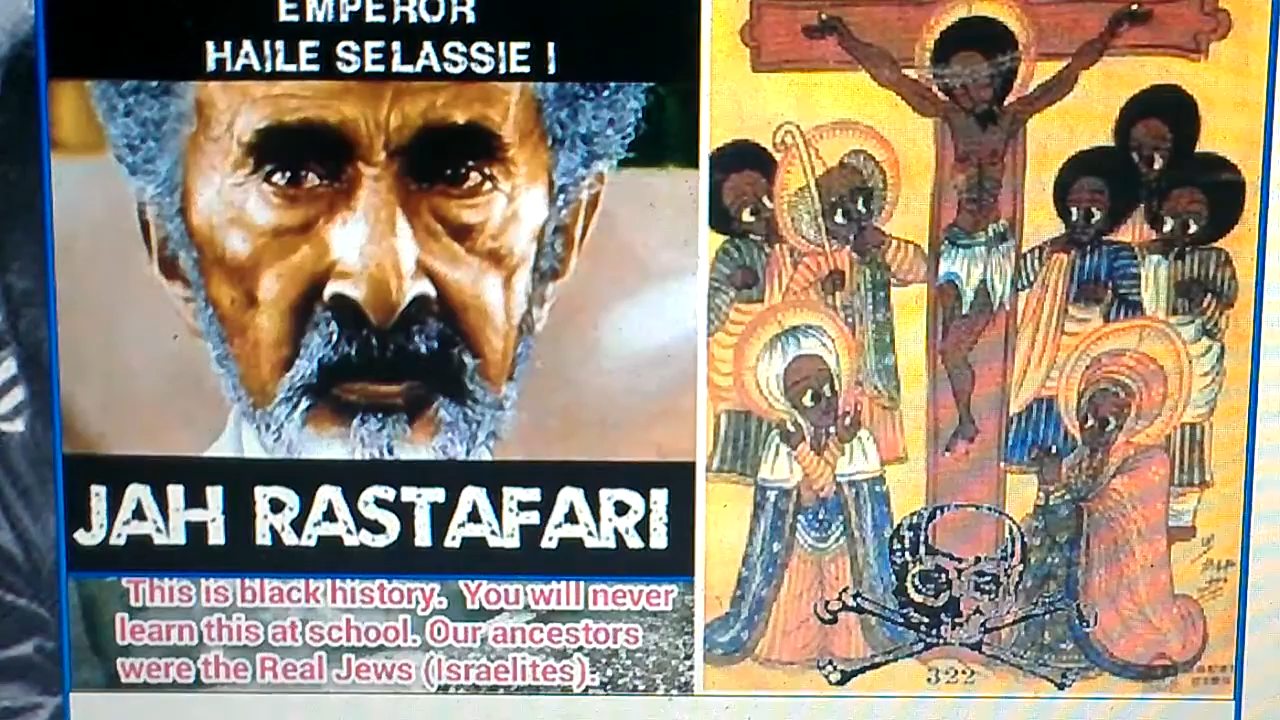 EMPEROR
HAILE SELASSIE I
JAH RASTAFARI
This is black history. You will never
learn this at school. Our ancestors
were the Real Jews (Israelites).
322